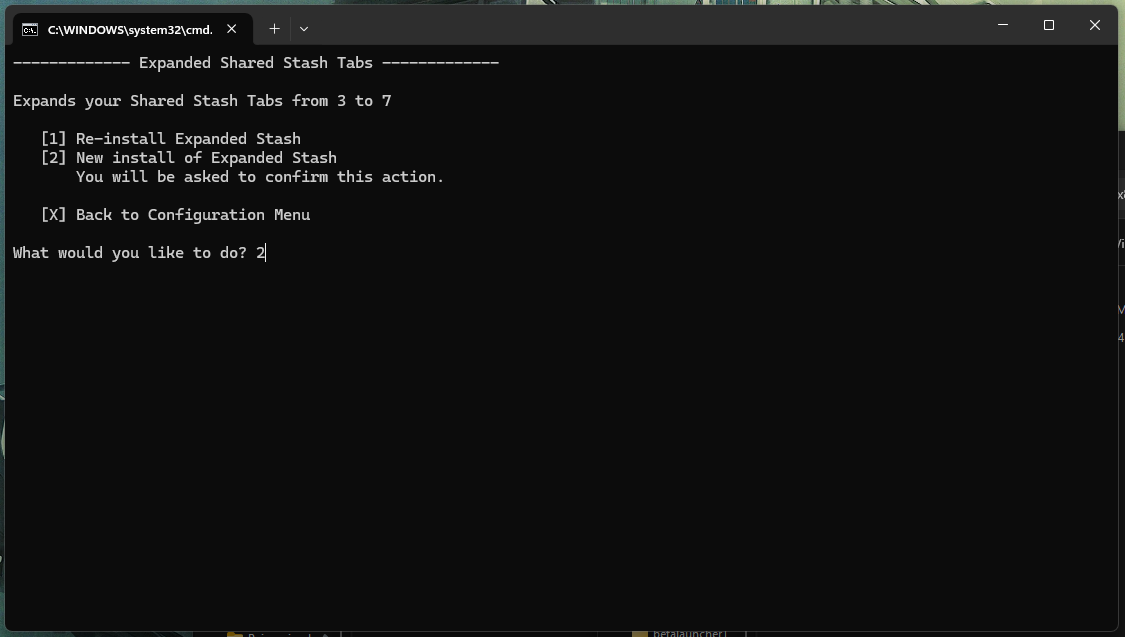 C:\WINDOWS\system32\cmd.
------------- Expanded Shared Stash Tabs -------------
Expands your Shared Stash Tabs from 3 to 7
[1] Re-install Expanded Stash
[2] New install of Expanded Stash
You will be asked to confirm this action.
[X] Back to Configuration Menu
What would you like to do? 2